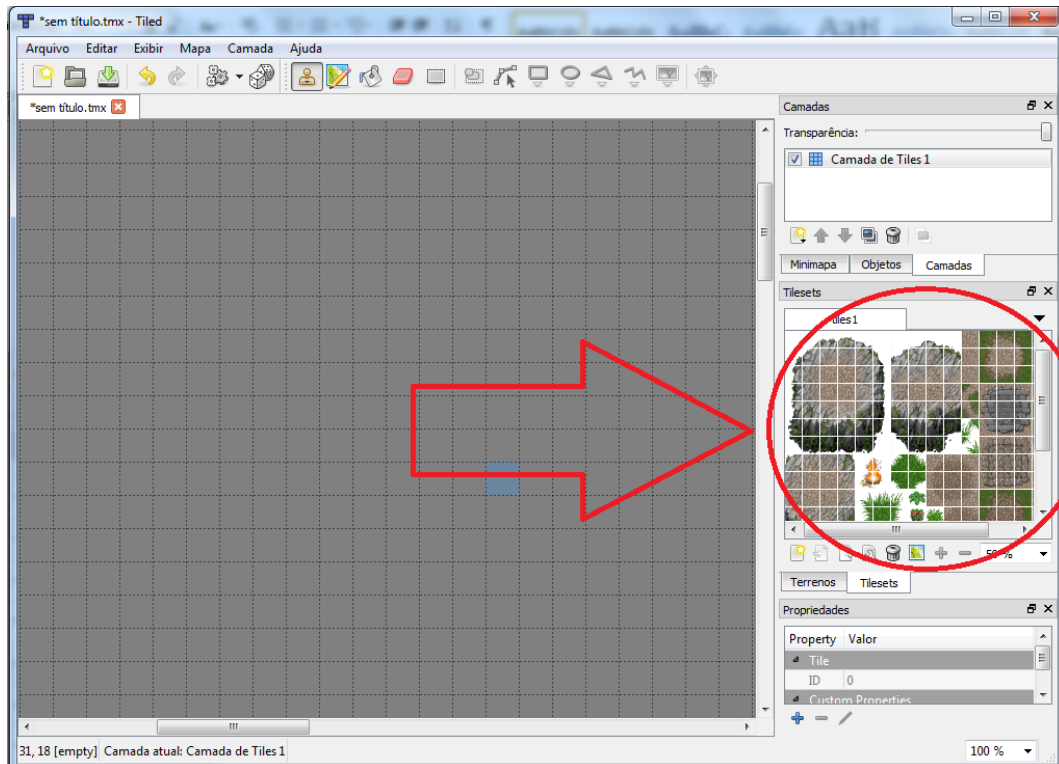 *sem título.tmx - Tiled
Arquivo Editar Exibir Mapa Camada Ajuda
*sem título.tmx
Camadas
Transparência:
Camada de Tiles 1
Minimapa Objetos Camadas
Tilesets
Terrenos Tilesets
Propriedades
Property Valor
Tile
ID 0
Custom Properties
31, 18 [empty] Camada atual: Camada de Tiles 1
100 %